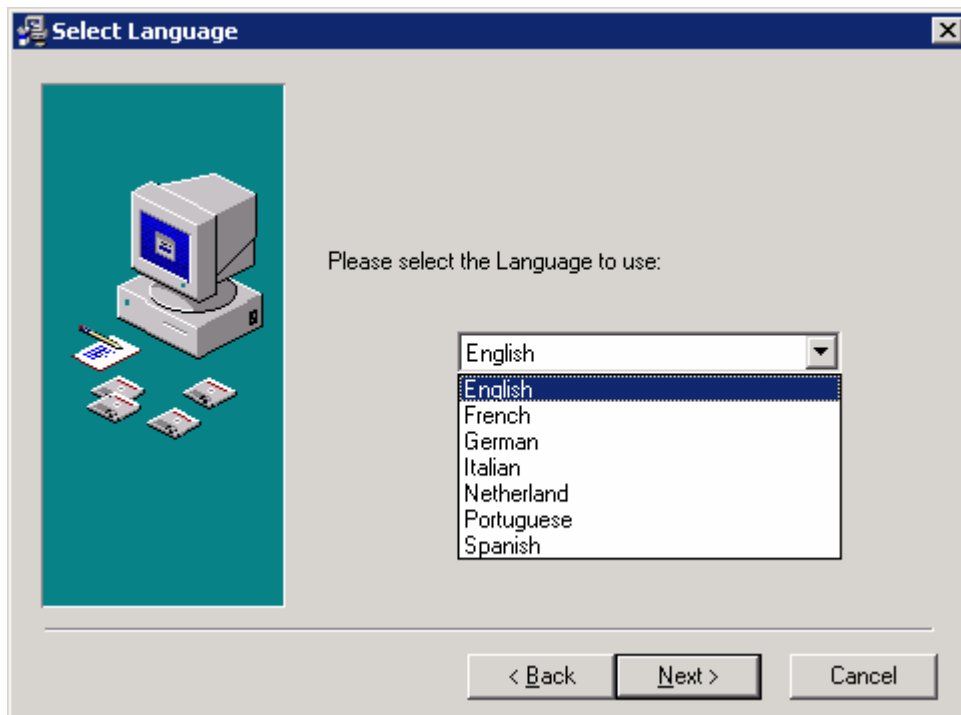 Select Language
Please select the Language to use:
English
English
French
German
Italian
Netherland
Portuguese
Spanish
< Back
Next >
Cancel